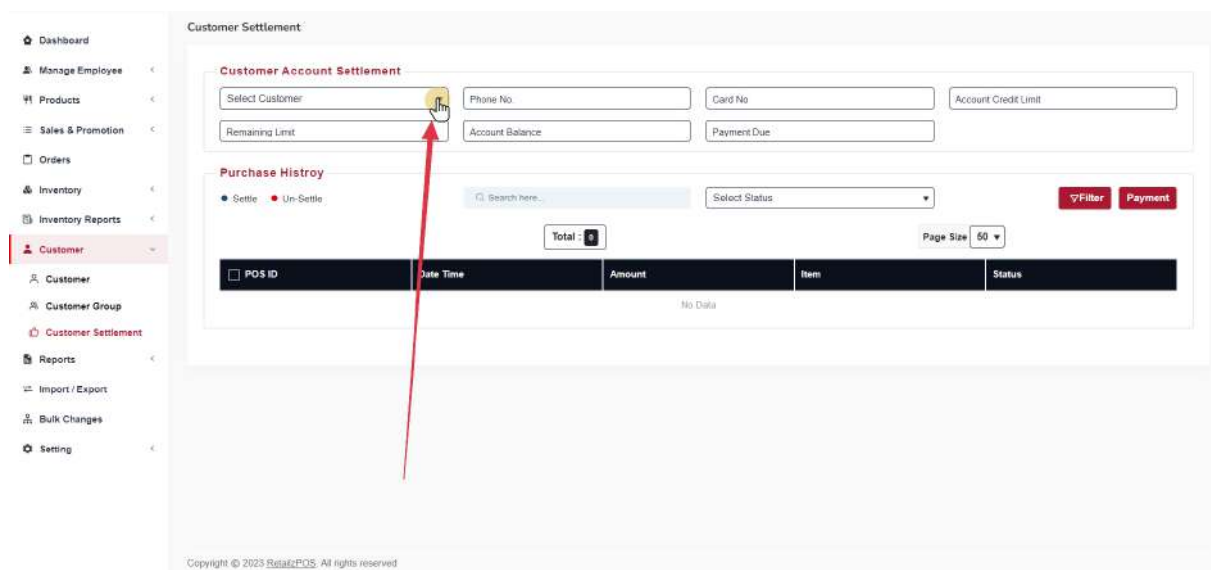 Customer Settlement
Dashboard
Manage Employee
Products
Sales & Promotion
Orders
Inventory
Inventory Reports
Customer
Customer
Customer Group
Customer Settlement
Reports
Import / Export
Bulk Changes
Setting
Customer Account Settlement
Select Customer
Phone No.
Card No
Account Credit Limit
Remaining Limit
Account Balance
Payment Due
Purchase Histroy
Settle Un-Settle
Search here...
Select Status
Filter
Payment
Total : 0
Page Size 50
POS ID Date Time Amount Item Status
No Data
Copyright © 2023 RetailzPOS. All rights reserved